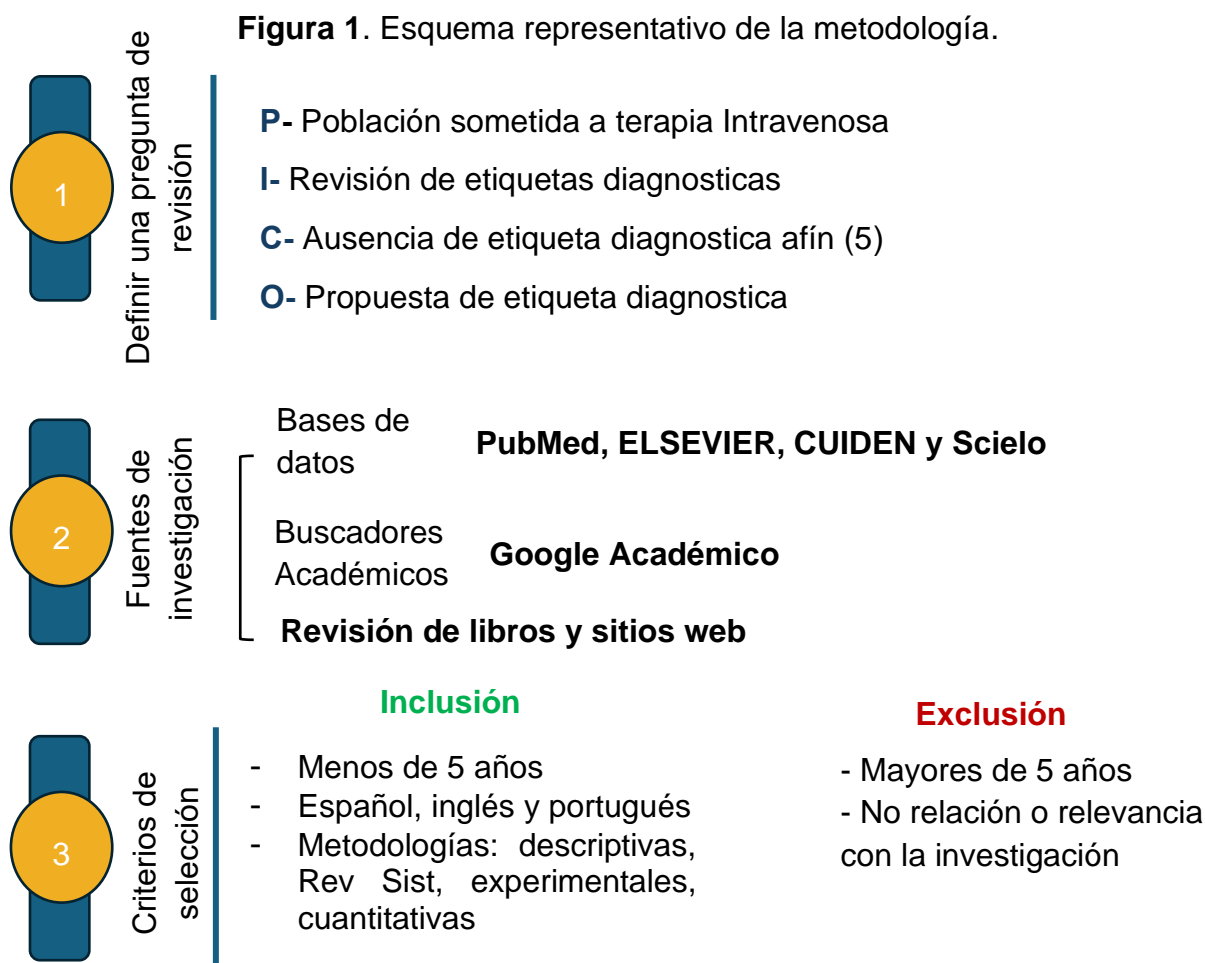 Figura 1. Esquema representativo de la metodología.
1
Definir una pregunta de
revisión
P- Población sometida a terapia Intravenosa
I- Revisión de etiquetas diagnosticas
C- Ausencia de etiqueta diagnostica afín (5)
O- Propuesta de etiqueta diagnostica
2
Fuentes de
investigación
Bases de
datos
PubMed, ELSEVIER, CUIDEN y Scielo
Buscadores
Académicos
Google Académico
Revisión de libros y sitios web
3
Criterios de
selección
Inclusión
- Menos de 5 años
- Español, inglés y portugués
- Metodologías: descriptivas,
Rev Sist, experimentales,
cuantitativas
Exclusión
- Mayores de 5 años
- No relación o relevancia
con la investigación